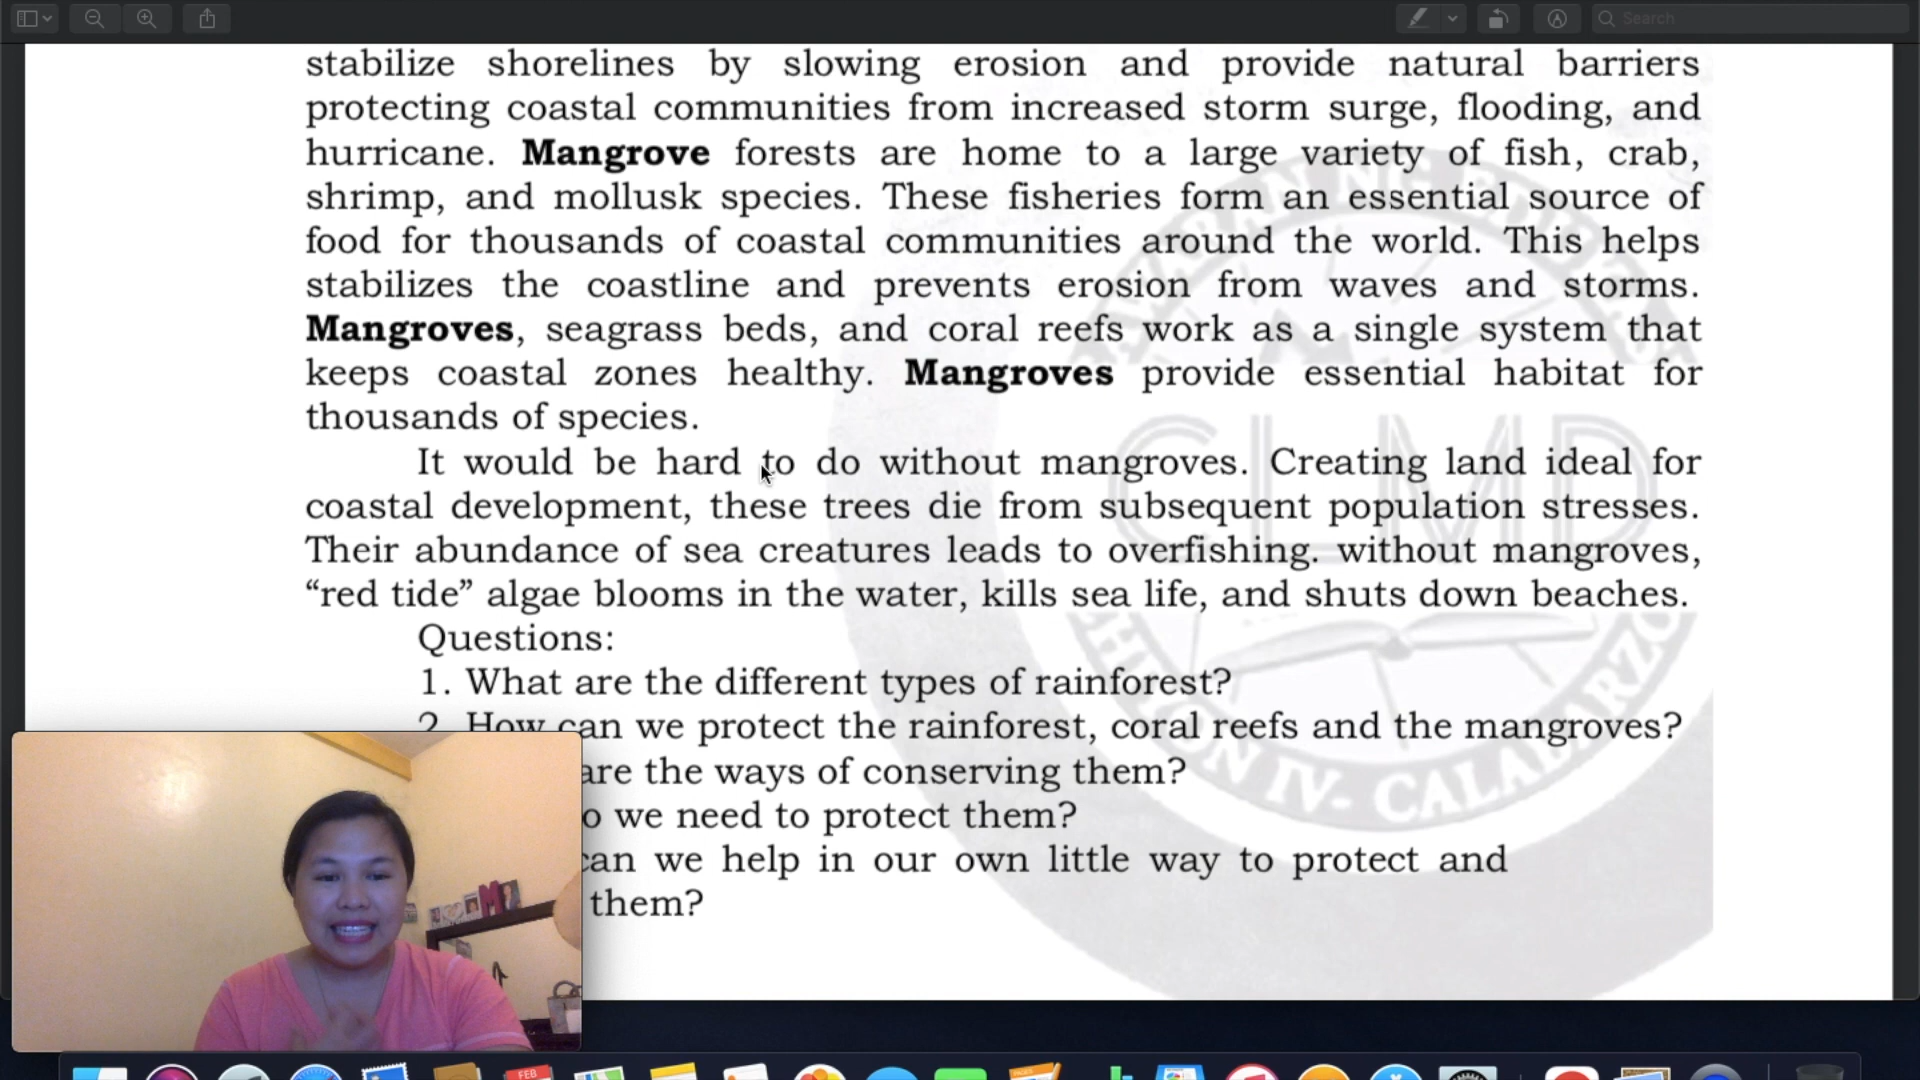 Search
stabilize shorelines by slowing erosion and provide natural barriers
protecting coastal communities from increased storm surge, flooding, and
hurricane. Mangrove forests are home to a large variety of fish, crab,
shrimp, and mollusk species. These fisheries form an essential source of
food for thousands of coastal communities around the world. This helps
stabilizes the coastline and prevents erosion from waves and storms.
Mangroves, seagrass beds, and coral reefs work as a single system that
keeps coastal zones healthy. Mangroves provide essential habitat for
thousands of species.
It would be hard to do without mangroves. Creating land ideal for
coastal development, these trees die from subsequent population stresses.
Their abundance of sea creatures leads to overfishing. without mangroves,
“red tide” algae blooms in the water, kills sea life, and shuts down beaches.
Questions:
1. What are the different types of rainforest?
2. How can we protect the rainforest, coral reefs and the mangroves?
are the ways of conserving them?
o we need to protect them?
can we help in our own little way to protect and
them?
CLMD
IV- CALABARZO
FEB
PAGES